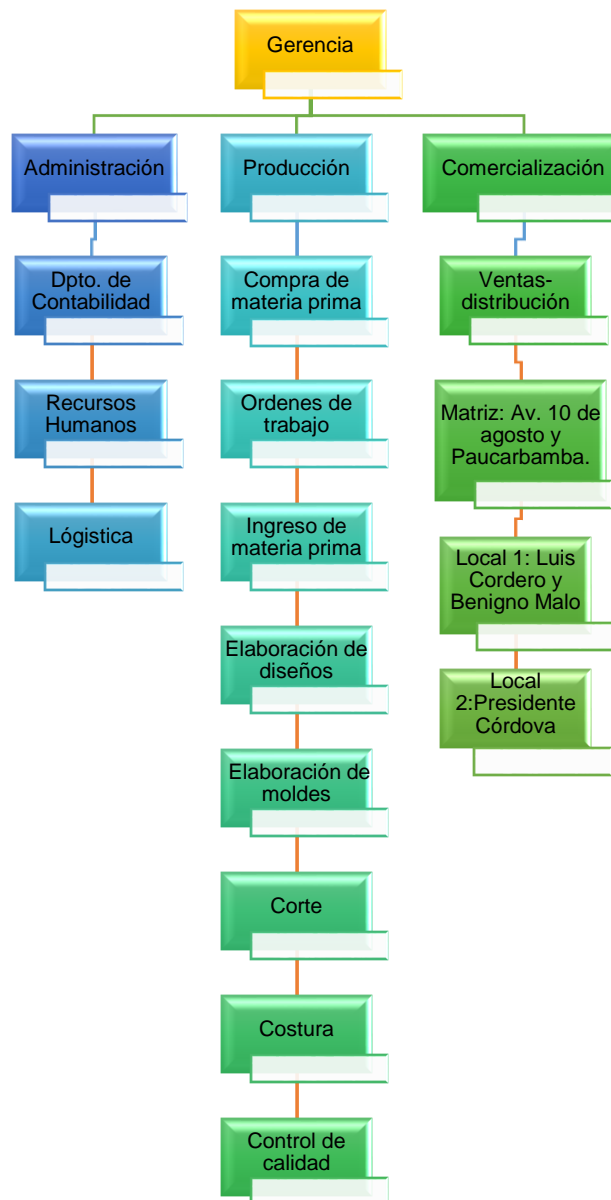 Gerencia
Administración
Producción
Comercialización
Dpto. de
Contabilidad
Compra de
materia prima
Ventas-
distribución
Recursos
Humanos
Ordenes de
trabajo
Matriz: Av. 10 de
agosto y
Paucarbamba.
Lógistica
Ingreso de
materia prima
Local 1: Luis
Cordero y
Benigno Malo
Elaboración de
diseños
Local
2:Presidente
Córdova
Elaboración de
moldes
Corte
Costura
Control de
calidad